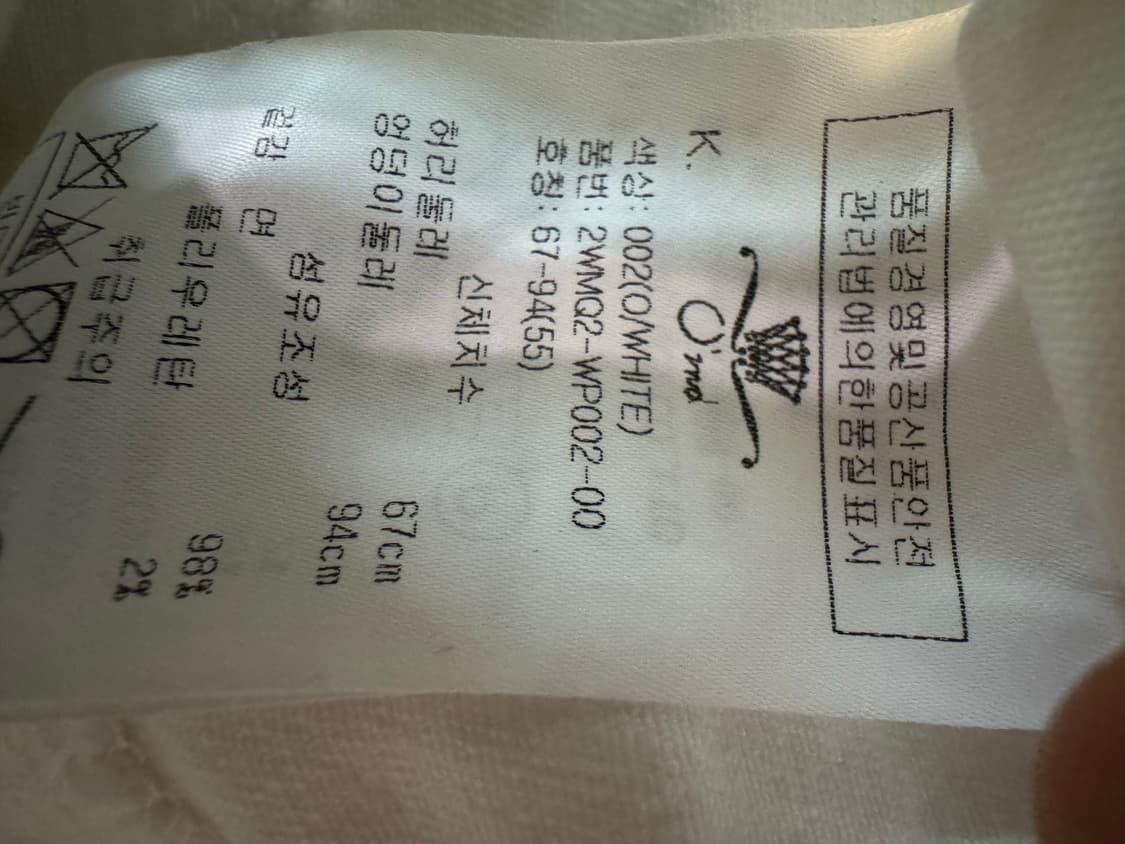 품질경영및공산품안전
관리법에의한품질표시
K. O'md
색상: 002(O/WHITE)
품번: 2WMQ2-WP002-00
호칭: 67-94(55)
신체치수
허리둘레 67cm
엉덩이둘레 94cm
섬유조성
겉감 면 98%
폴리우레탄 2%
취급주의